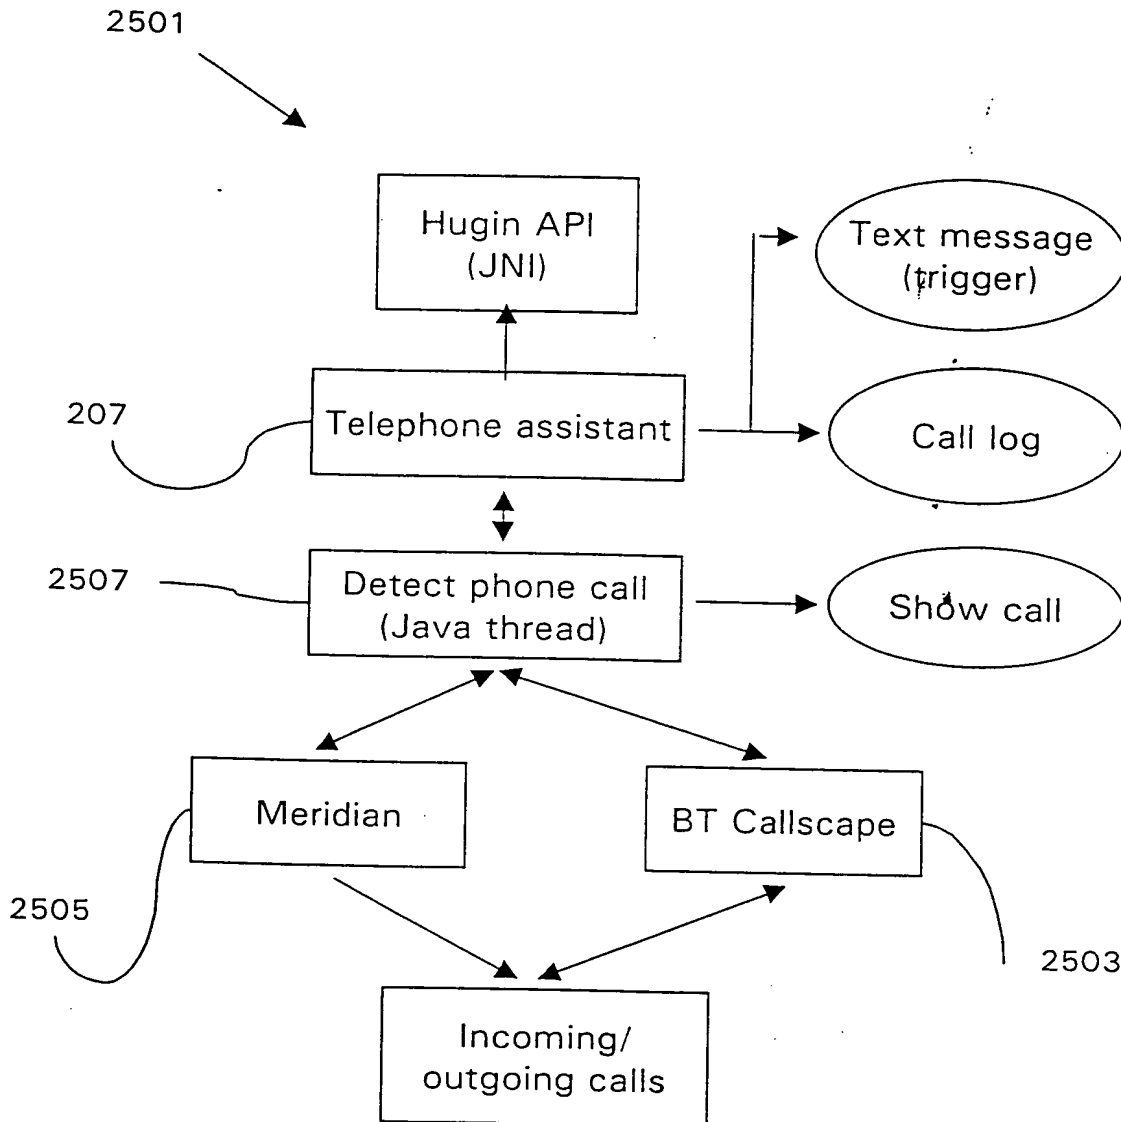 2501
Hugin API
(JNI)
Text message
(trigger)
207
Telephone assistant
Call log
2507
Detect phone call
(Java thread)
Show call
Meridian
BT Callscape
2505
2503
Incoming/
outgoing calls